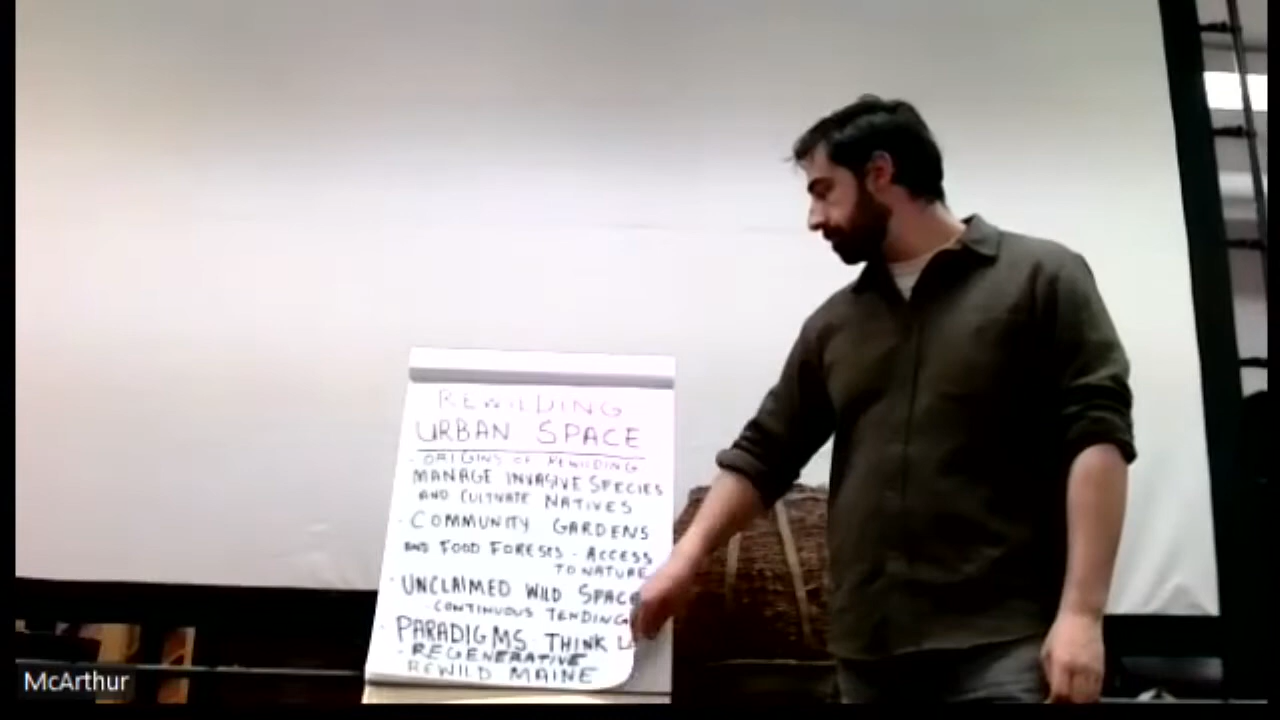 REWILDING
URBAN SPACE
· ORIGINS OF REWILDING
MANAGE INVASIVE SPECIES
AND CULTIVATE NATIVES
· COMMUNITY GARDENS
AND FOOD FORESTS - ACCESS
TO NATURE
· UNCLAIMED WILD SPACE
- CONTINUOUS TENDING
· PARADIGMS: THINK
- REGENERATIVE
REWILD MAINE
McArthur